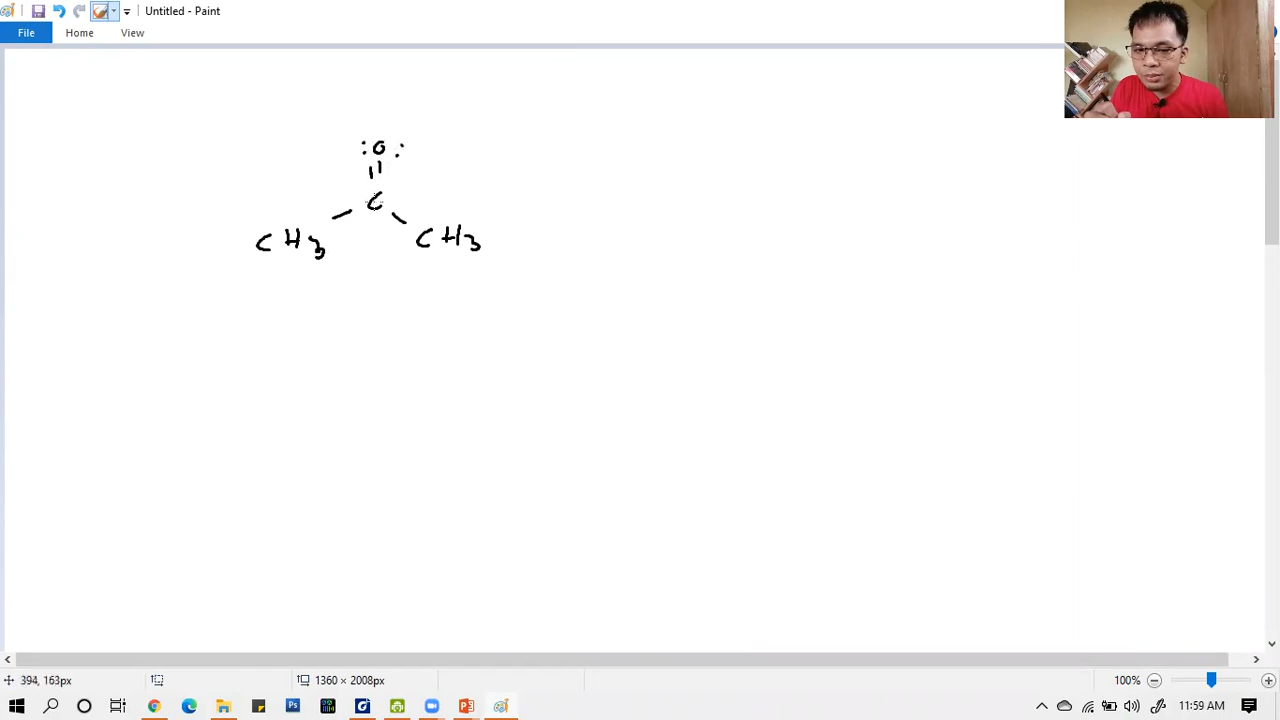 Untitled - Paint
File Home View
:O:
C
CH3 CH3
394, 163px 1360 × 2008px 100%
11:59 AM